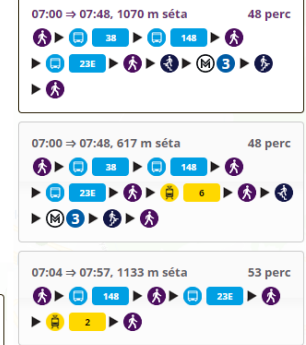 07:00 ⇒ 07:48, 1070 m séta 48 perc
38 148
23E M 3
07:00 ⇒ 07:48, 617 m séta 48 perc
38 148
23E 6
M 3
07:04 ⇒ 07:57, 1133 m séta 53 perc
148 23E
2